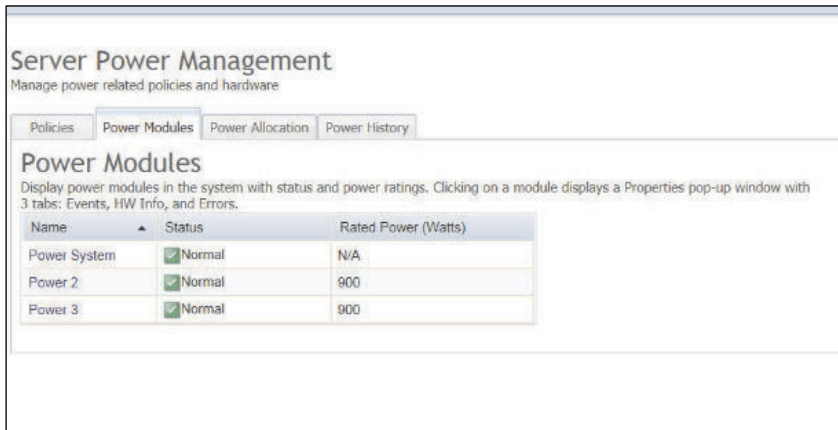 Server Power Management
Manage power related policies and hardware
Policies Power Modules Power Allocation Power History
Power Modules
Display power modules in the system with status and power ratings. Clicking on a module displays a Properties pop-up window with
3 tabs: Events, HW Info, and Errors.
Name Status Rated Power (Watts)
Power System Normal N/A
Power 2 Normal 900
Power 3 Normal 900